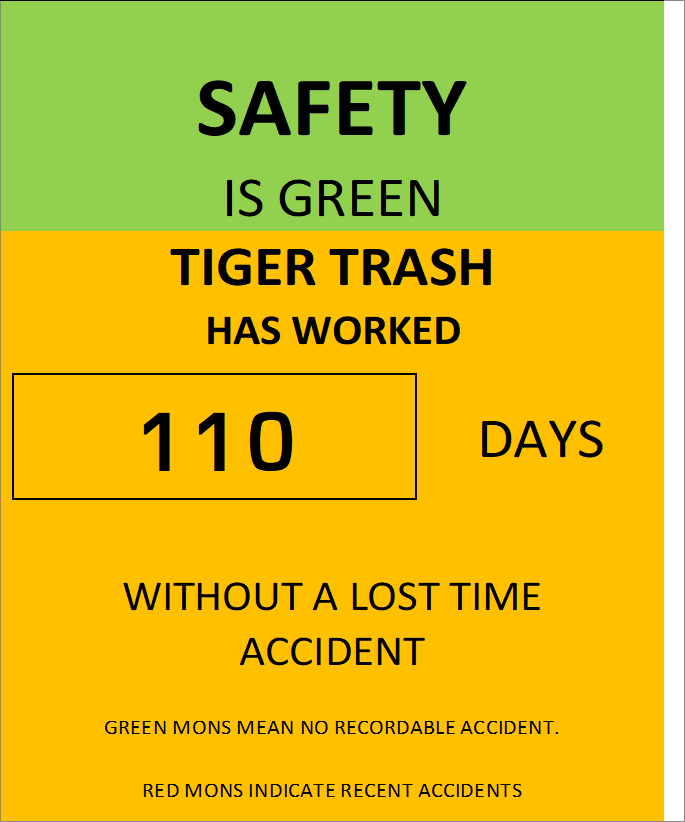 SAFETY
IS GREEN
TIGER TRASH
HAS WORKED
110 DAYS
WITHOUT A LOST TIME
ACCIDENT
GREEN MONS MEAN NO RECORDABLE ACCIDENT.
RED MONS INDICATE RECENT ACCIDENTS